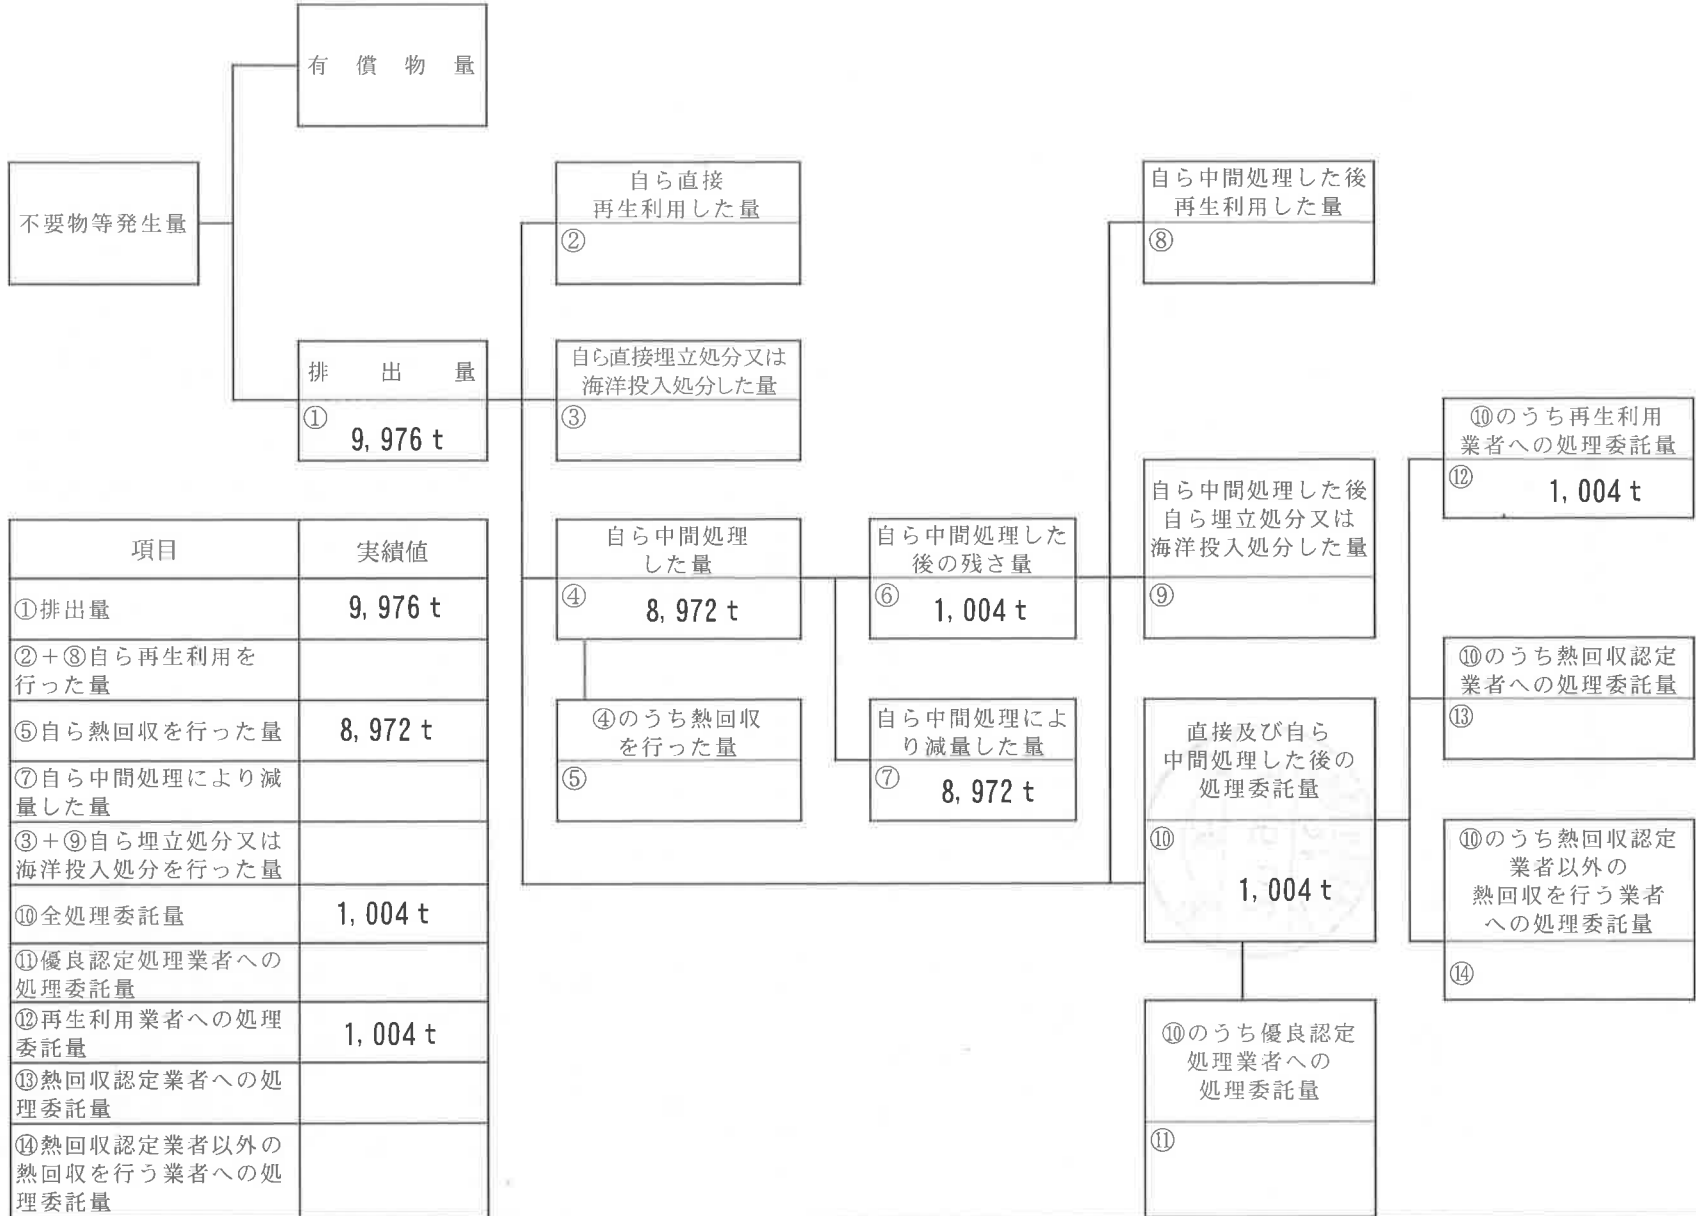 有償物量
不要物等発生量
排出量
①
9,976 t
自ら直接
再生利用した量
②
自ら直接埋立処分又は
海洋投入処分した量
③
自ら中間処理
した量
④
8,972 t
④のうち熱回収
を行った量
⑤
自ら中間処理した
後の残さ量
⑥
1,004 t
自ら中間処理によ
り減量した量
⑦
8,972 t
自ら中間処理した後
再生利用した量
⑧
自ら中間処理した後
自ら埋立処分又は
海洋投入処分した量
⑨
直接及び自ら
中間処理した後の
処理委託量
⑩
1,004 t
⑩のうち優良認定
処理業者への
処理委託量
⑪
⑩のうち再生利用
業者への処理委託量
⑫
1,004 t
⑩のうち熱回収認定
業者への処理委託量
⑬
⑩のうち熱回収認定
業者以外の
熱回収を行う業者
への処理委託量
⑭
項目 実績値
①排出量 9,976 t
②+⑧自ら再生利用を
行った量
⑤自ら熱回収を行った量 8,972 t
⑦自ら中間処理により減
量した量
③+⑨自ら埋立処分又は
海洋投入処分を行った量
⑩全処理委託量 1,004 t
⑪優良認定処理業者への
処理委託量
⑫再生利用業者への処理
委託量 1,004 t
⑬熱回収認定業者への処
理委託量
⑭熱回収認定業者以外の
熱回収を行う業者への処
理委託量